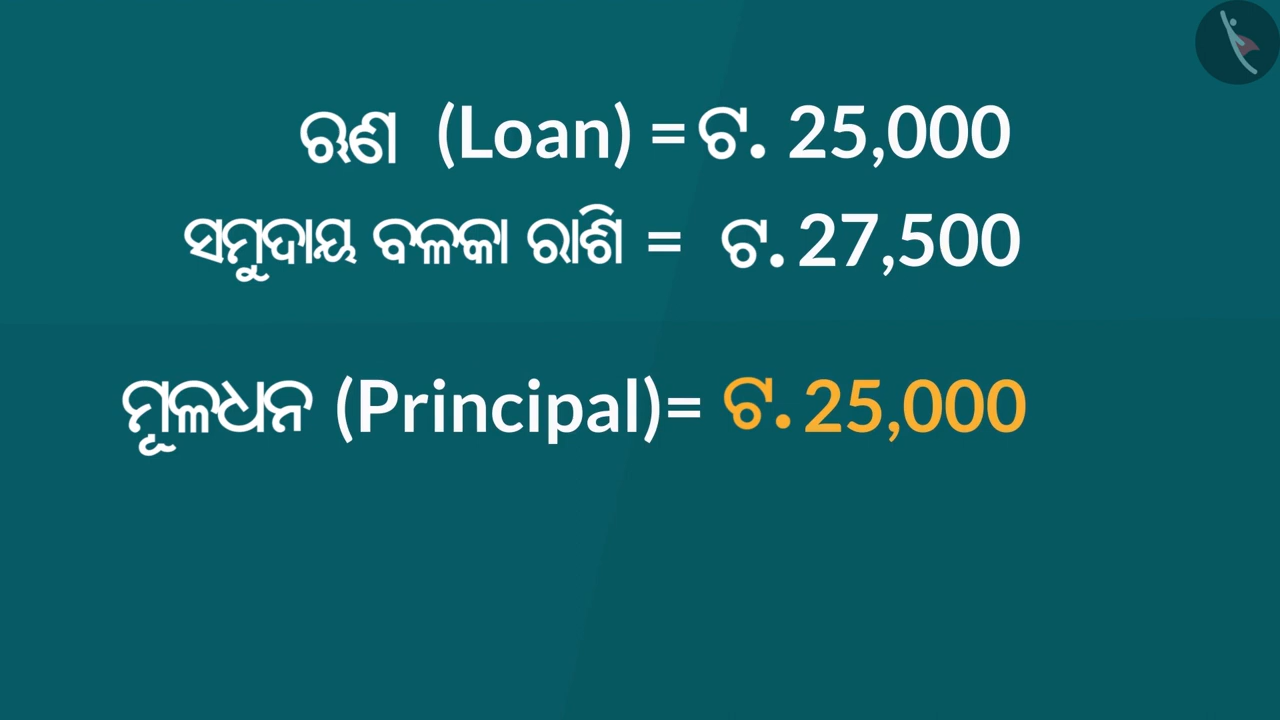 ଋଣ (Loan) = ଟ. 25,000
ସମୁଦାୟ ବଳକା ରାଶି = ଟ. 27,500
ମୂଳଧନ (Principal)= ଟ. 25,000